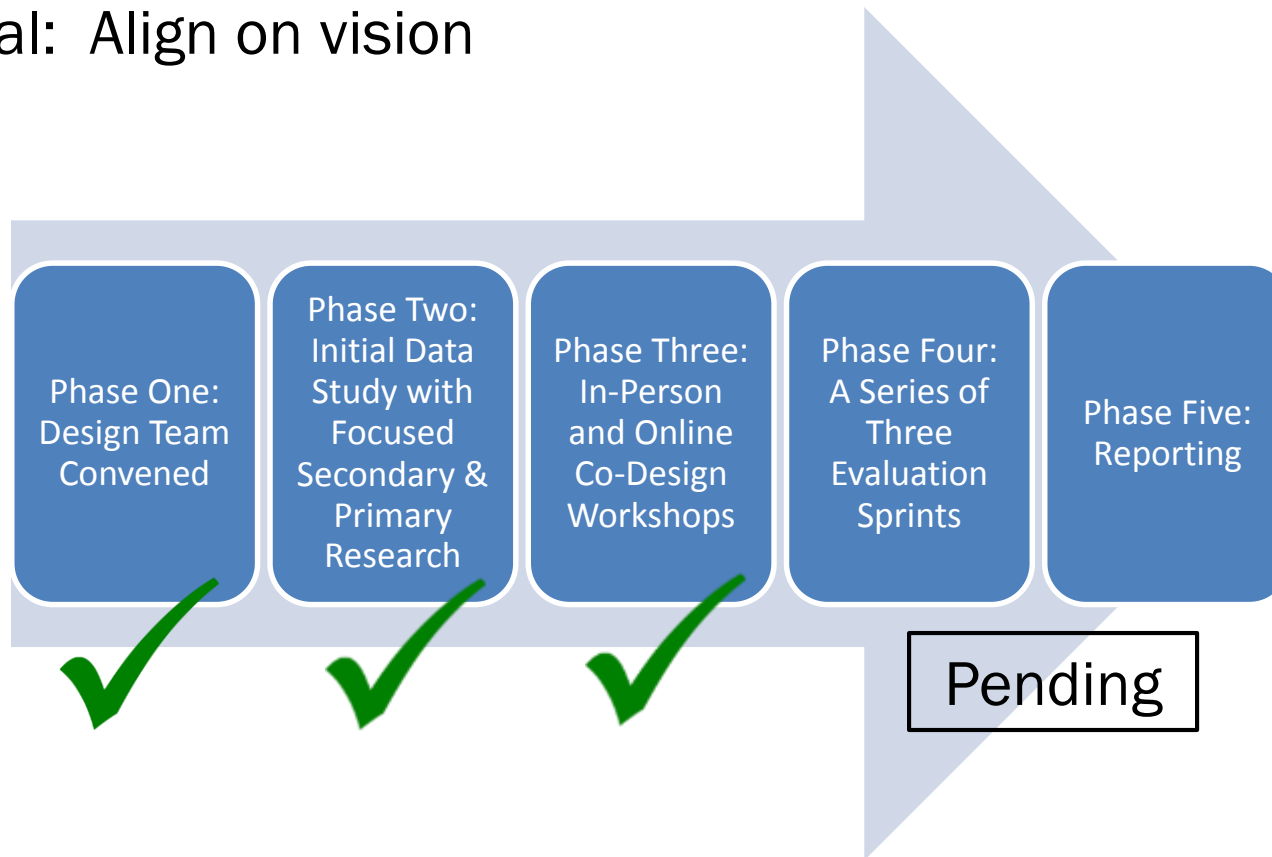 al: Align on vision
Phase One:
Design Team
Convened
Phase Two:
Initial Data
Study with
Focused
Secondary &
Primary
Research
Phase Three:
In-Person
and Online
Co-Design
Workshops
Phase Four:
A Series of
Three
Evaluation
Sprints
Phase Five:
Reporting
Pending